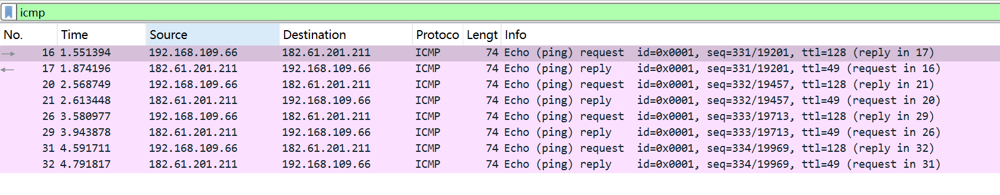 icmp
No. Time Source Destination Protoco Lengt Info
16 1.551394 192.168.109.66 182.61.201.211 ICMP 74 Echo (ping) request id=0x0001, seq=331/19201, ttl=128 (reply in 17)
17 1.874196 182.61.201.211 192.168.109.66 ICMP 74 Echo (ping) reply id=0x0001, seq=331/19201, ttl=49 (request in 16)
20 2.568749 192.168.109.66 182.61.201.211 ICMP 74 Echo (ping) request id=0x0001, seq=332/19457, ttl=128 (reply in 21)
21 2.613448 182.61.201.211 192.168.109.66 ICMP 74 Echo (ping) reply id=0x0001, seq=332/19457, ttl=49 (request in 20)
26 3.580977 192.168.109.66 182.61.201.211 ICMP 74 Echo (ping) request id=0x0001, seq=333/19713, ttl=128 (reply in 29)
29 3.943878 182.61.201.211 192.168.109.66 ICMP 74 Echo (ping) reply id=0x0001, seq=333/19713, ttl=49 (request in 26)
31 4.591711 192.168.109.66 182.61.201.211 ICMP 74 Echo (ping) request id=0x0001, seq=334/19969, ttl=128 (reply in 32)
32 4.791817 182.61.201.211 192.168.109.66 ICMP 74 Echo (ping) reply id=0x0001, seq=334/19969, ttl=49 (request in 31)